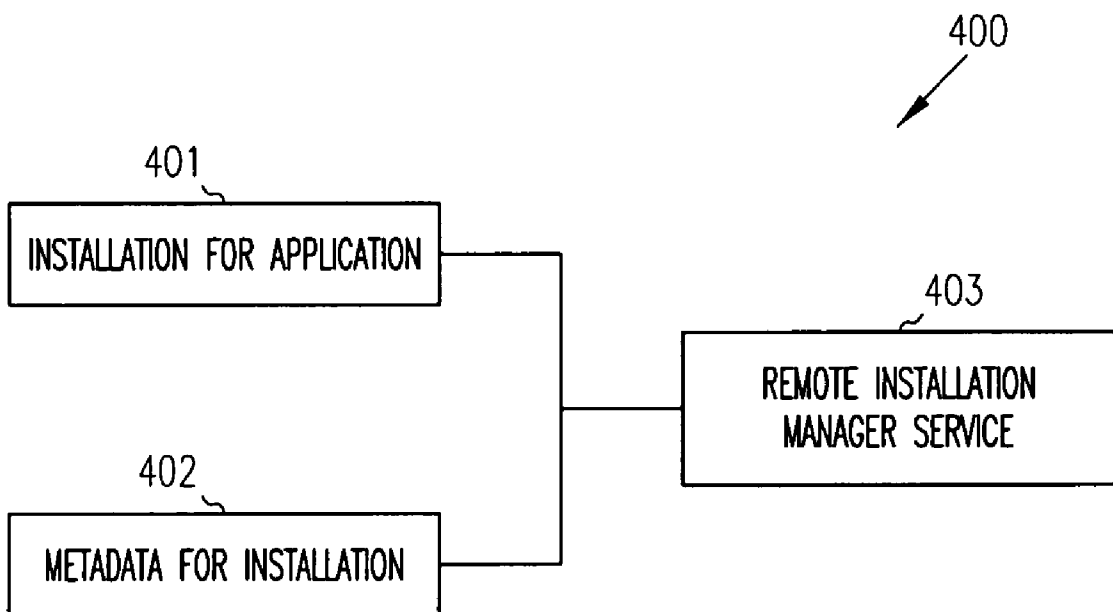 400
401
INSTALLATION FOR APPLICATION
403
REMOTE INSTALLATION
MANAGER SERVICE
402
METADATA FOR INSTALLATION